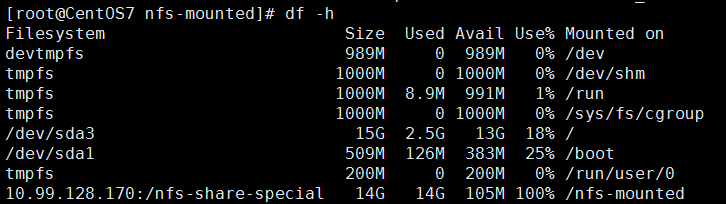 [root@CentOS7 nfs-mounted]# df -h
Filesystem Size Used Avail Use% Mounted on
devtmpfs 989M 0 989M 0% /dev
tmpfs 1000M 0 1000M 0% /dev/shm
tmpfs 1000M 8.9M 991M 1% /run
tmpfs 1000M 0 1000M 0% /sys/fs/cgroup
/dev/sda3 15G 2.5G 13G 18% /
/dev/sda1 509M 126M 383M 25% /boot
tmpfs 200M 0 200M 0% /run/user/0
10.99.128.170:/nfs-share-special 14G 14G 105M 100% /nfs-mounted